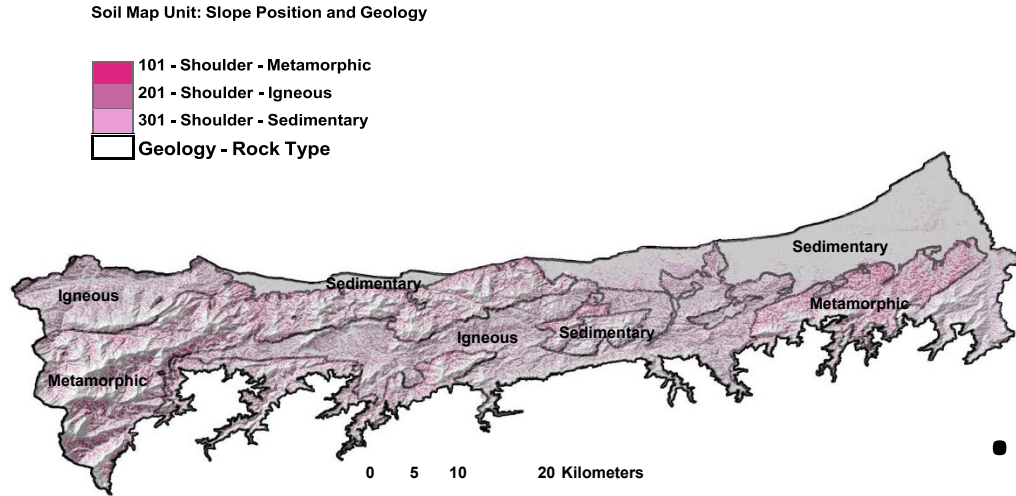 Soil Map Unit: Slope Position and Geology
101 - Shoulder - Metamorphic
201 - Shoulder - Igneous
301 - Shoulder - Sedimentary
Geology - Rock Type
Sedimentary
Igneous
Sedimentary
Metamorphic
Igneous
Sedimentary
Metamorphic
0 5 10 20 Kilometers